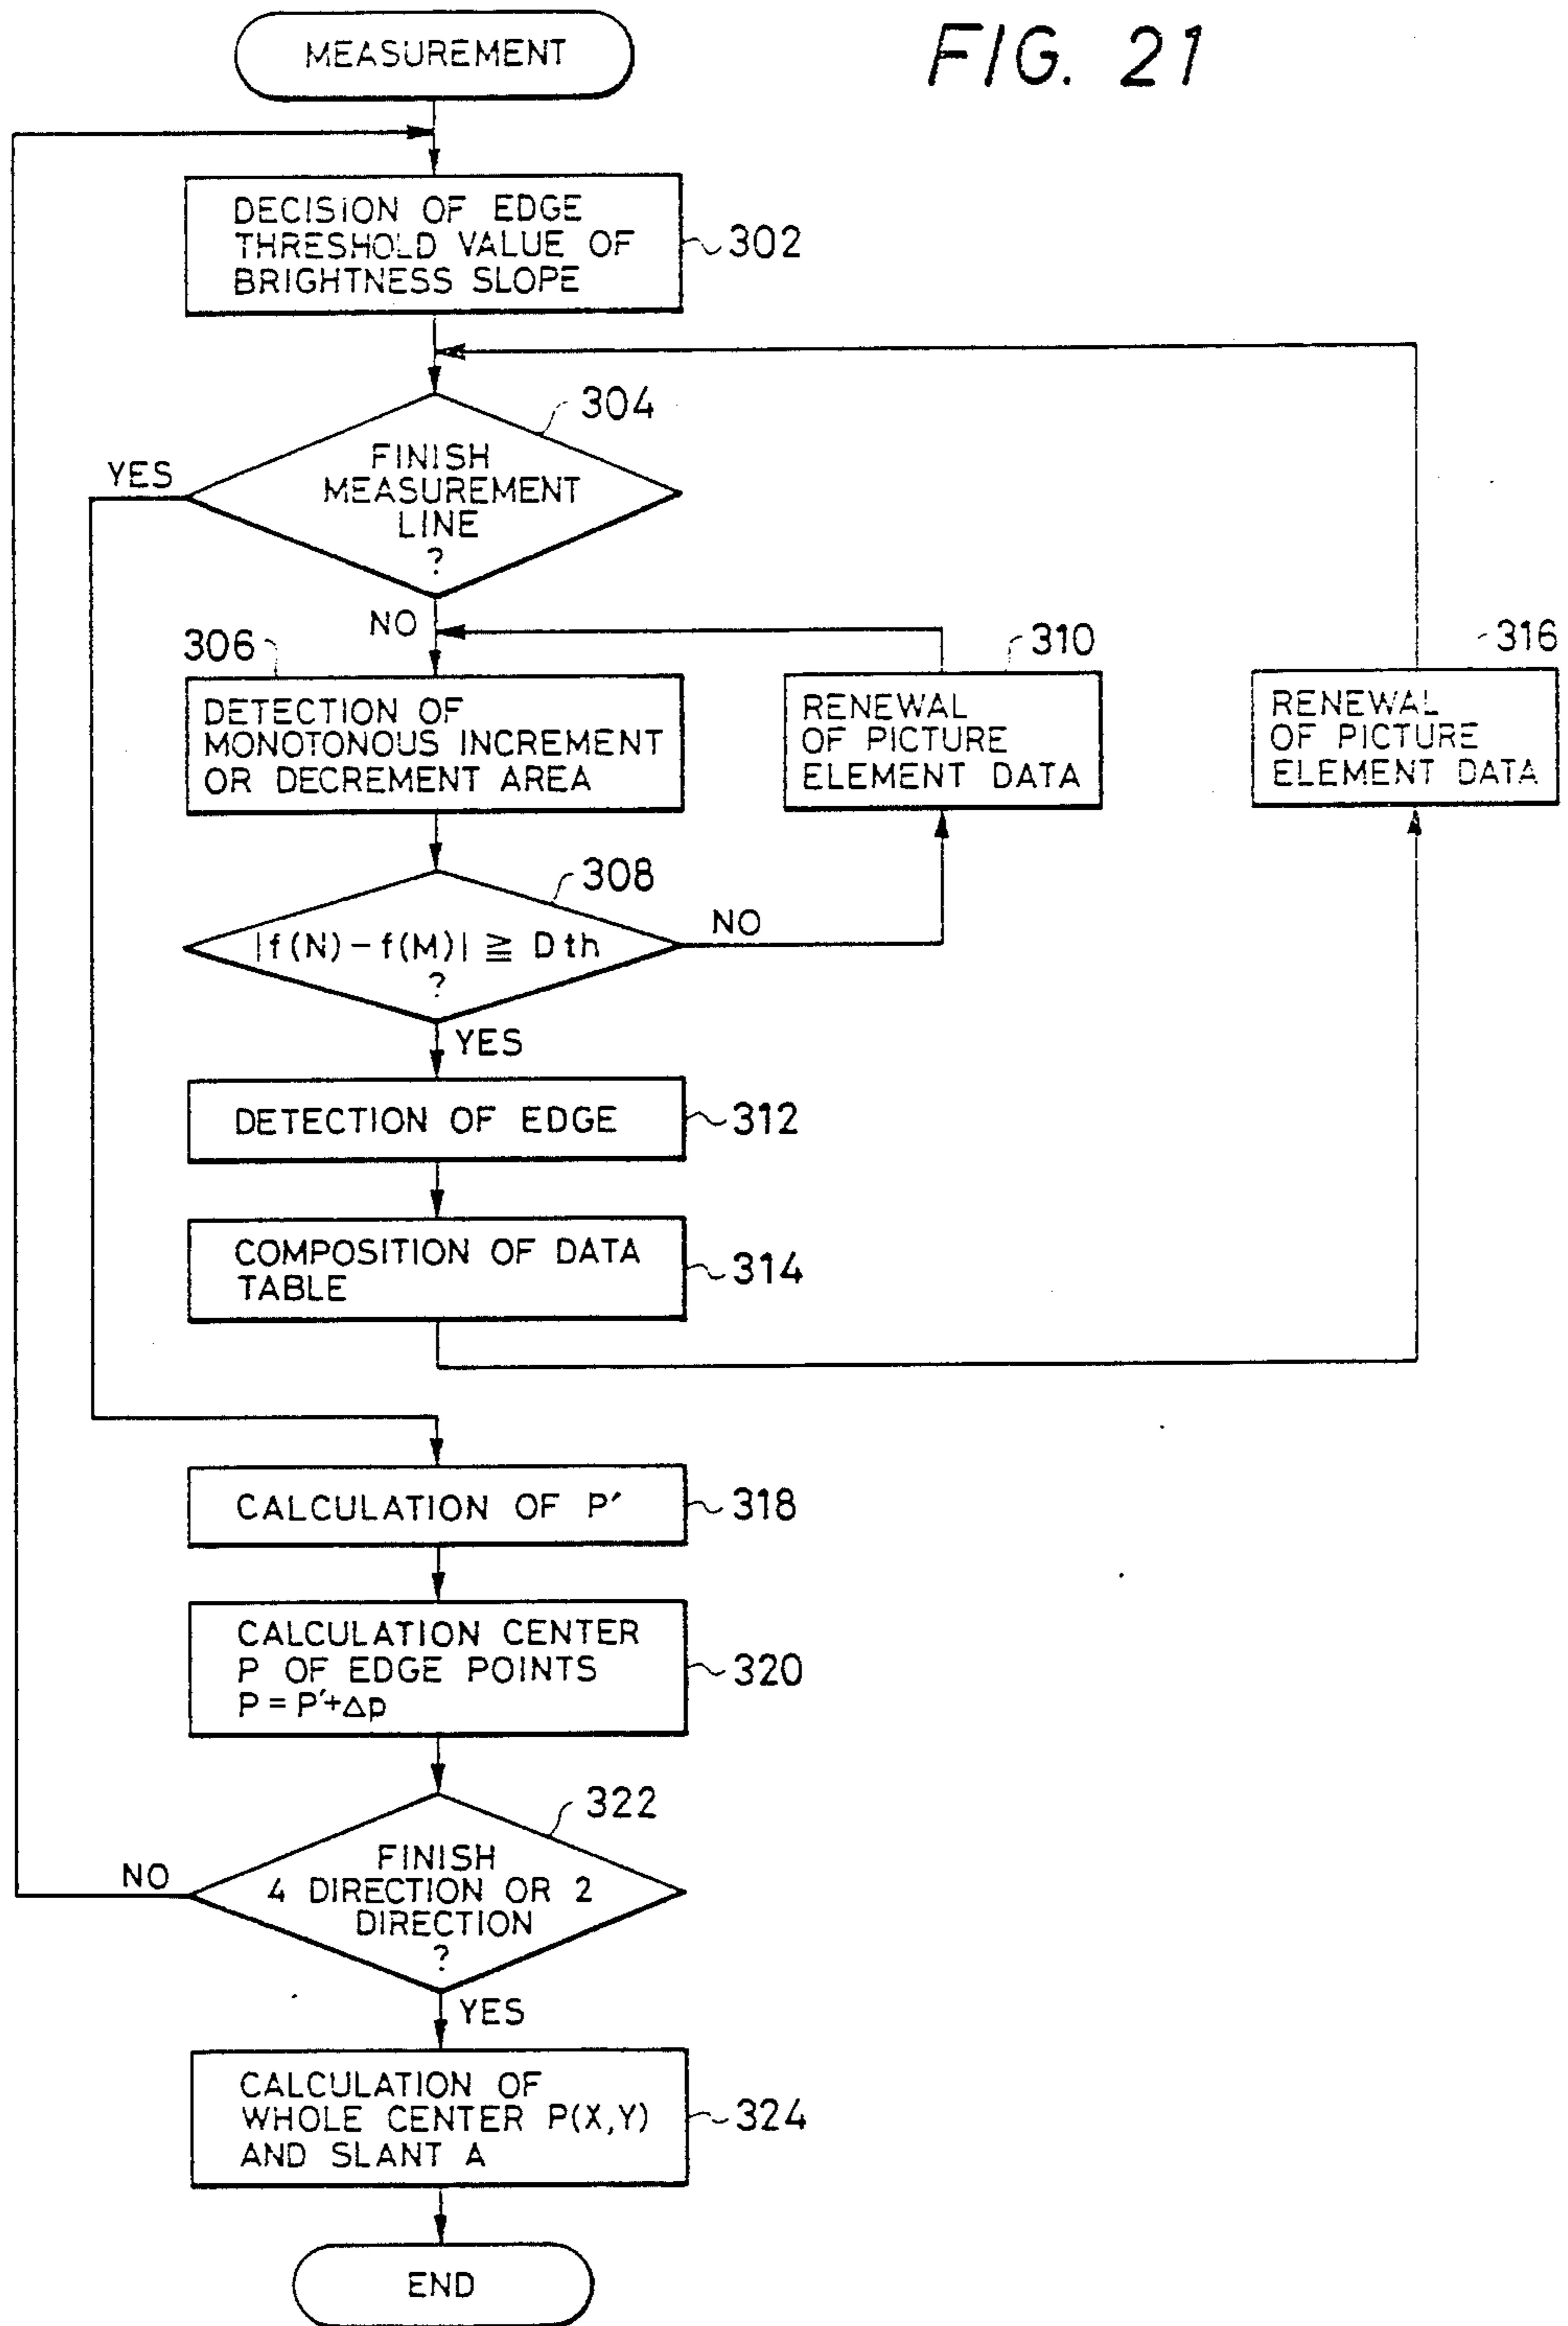 FIG. 21
MEASUREMENT
DECISION OF EDGE
THRESHOLD VALUE OF
BRIGHTNESS SLOPE
302
304
FINISH
MEASUREMENT
LINE
?
YES
NO
306
DETECTION OF
MONOTONOUS INCREMENT
OR DECREMENT AREA
310
RENEWAL
OF PICTURE
ELEMENT DATA
316
RENEWAL
OF PICTURE
ELEMENT DATA
308
|f(N)-f(M)| ≧ Dth
?
NO
YES
DETECTION OF EDGE
312
COMPOSITION OF DATA
TABLE
314
CALCULATION OF P′
318
CALCULATION CENTER
P OF EDGE POINTS
P=P′+Δp
320
322
FINISH
4 DIRECTION OR 2
DIRECTION
?
NO
YES
CALCULATION OF
WHOLE CENTER P(X,Y)
AND SLANT A
324
END